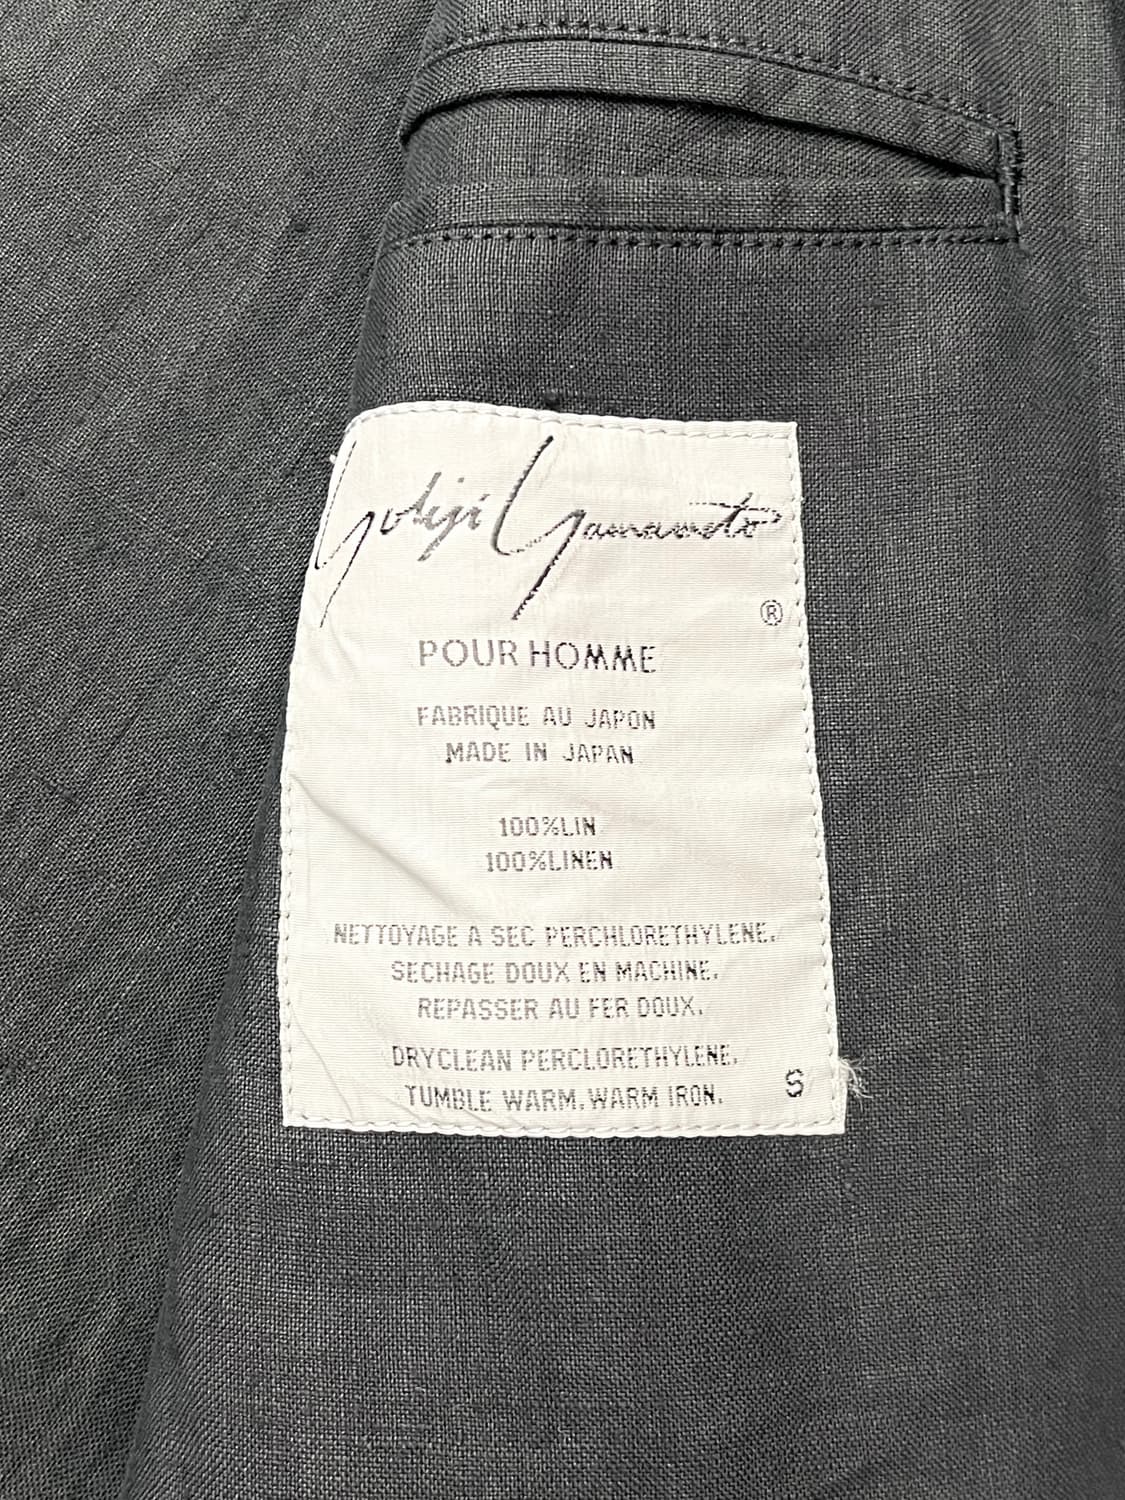 Yohji Yamamoto
®
POUR HOMME
FABRIQUE AU JAPON
MADE IN JAPAN
100%LIN
100%LINEN
NETTOYAGE A SEC PERCHLORETHYLENE.
SECHAGE DOUX EN MACHINE.
REPASSER AU FER DOUX.
DRYCLEAN PERCLORETHYLENE.
TUMBLE WARM. WARM IRON.
S